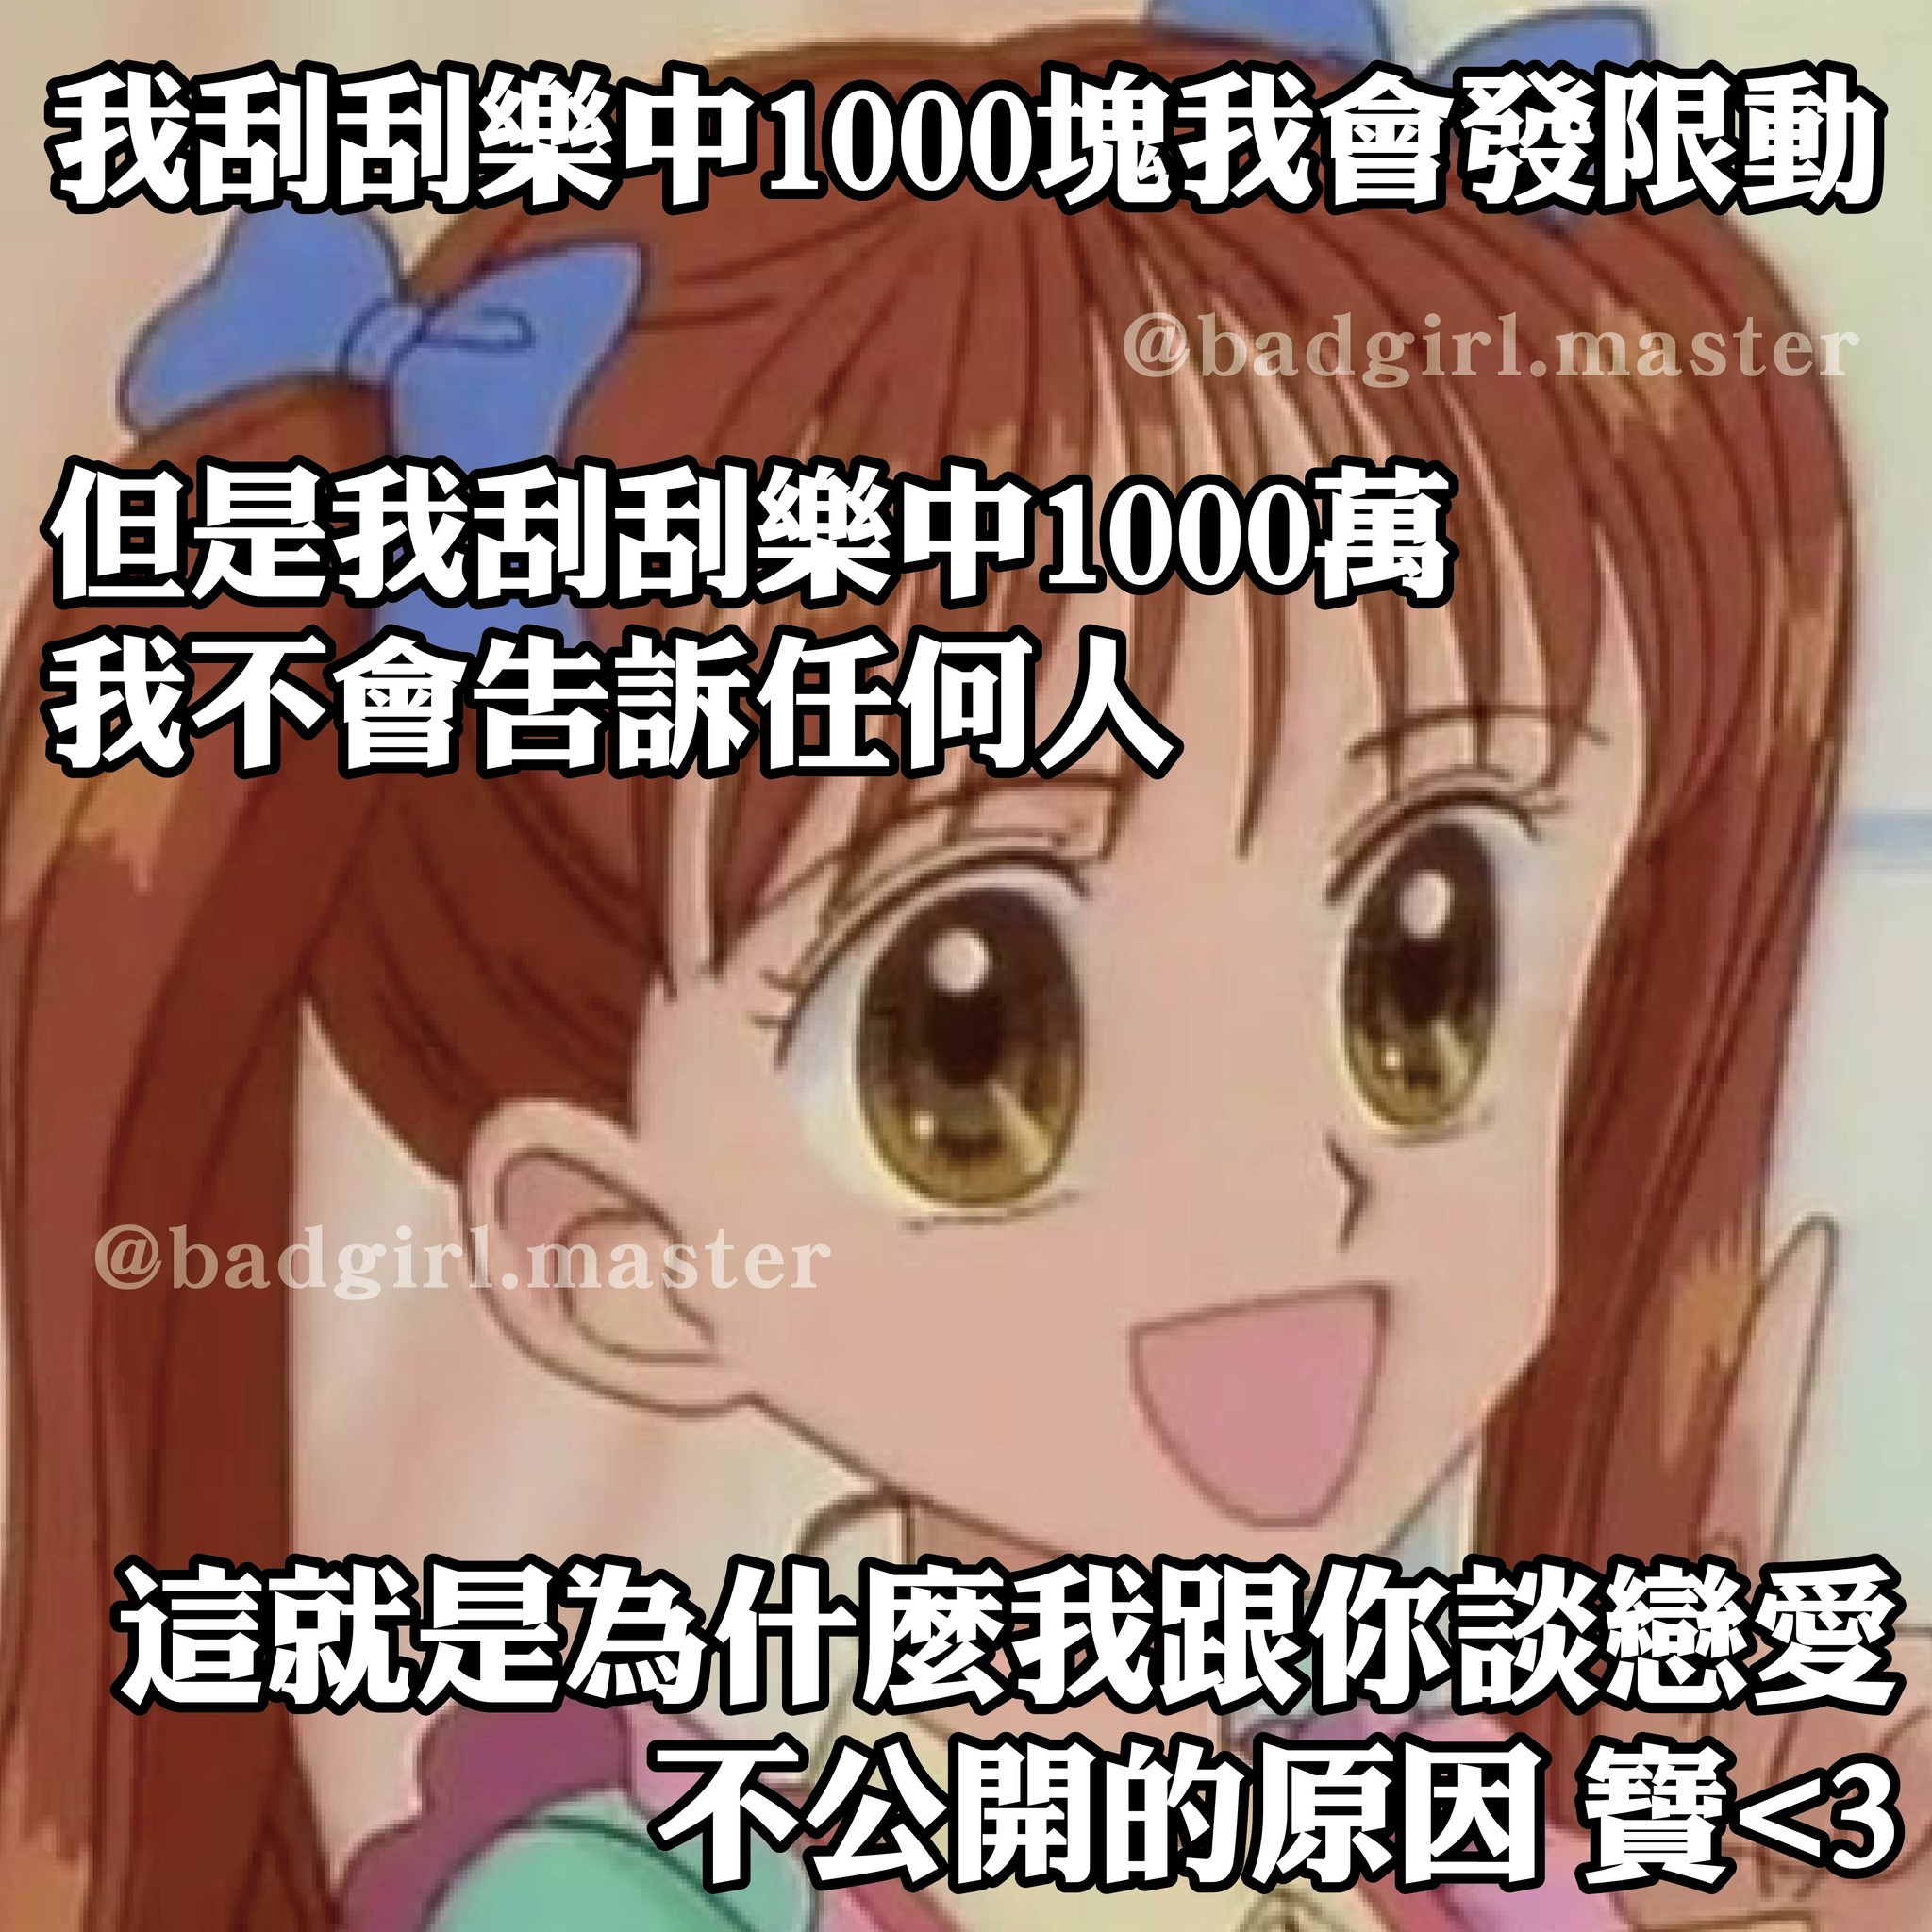 我刮刮樂中1000塊我會發限動
@badgirl.master
但是我刮刮樂中1000萬
我不會告訴任何人
@badgirl.master
這就是為什麼我跟你談戀愛
不公開的原因 寶<3